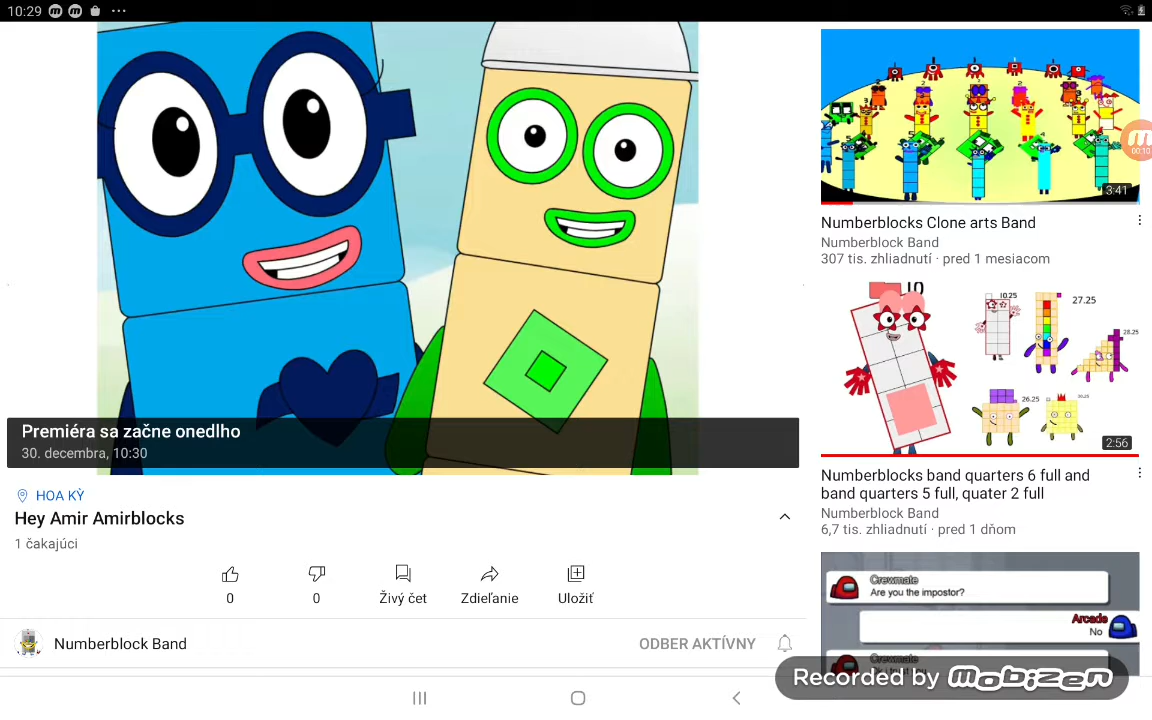 10:29
Premiéra sa začne onedlho
30. decembra, 10:30
HOA KỲ
Hey Amir Amirblocks
1 čakajúci
0
0
Živý čet
Zdieľanie
Uložiť
Numberblock Band
ODBER AKTÍVNY
3:41
00:10
Numberblocks Clone arts Band
Numberblock Band
307 tis. zhliadnutí · pred 1 mesiacom
10
10.25
27.25
28.25
26.25
2:56
Numberblocks band quarters 6 full and
band quarters 5 full, quater 2 full
Numberblock Band
6,7 tis. zhliadnutí · pred 1 dňom
Crewmate
Are you the impostor?
Arcade
No
Crewmate
Recorded by mobizen